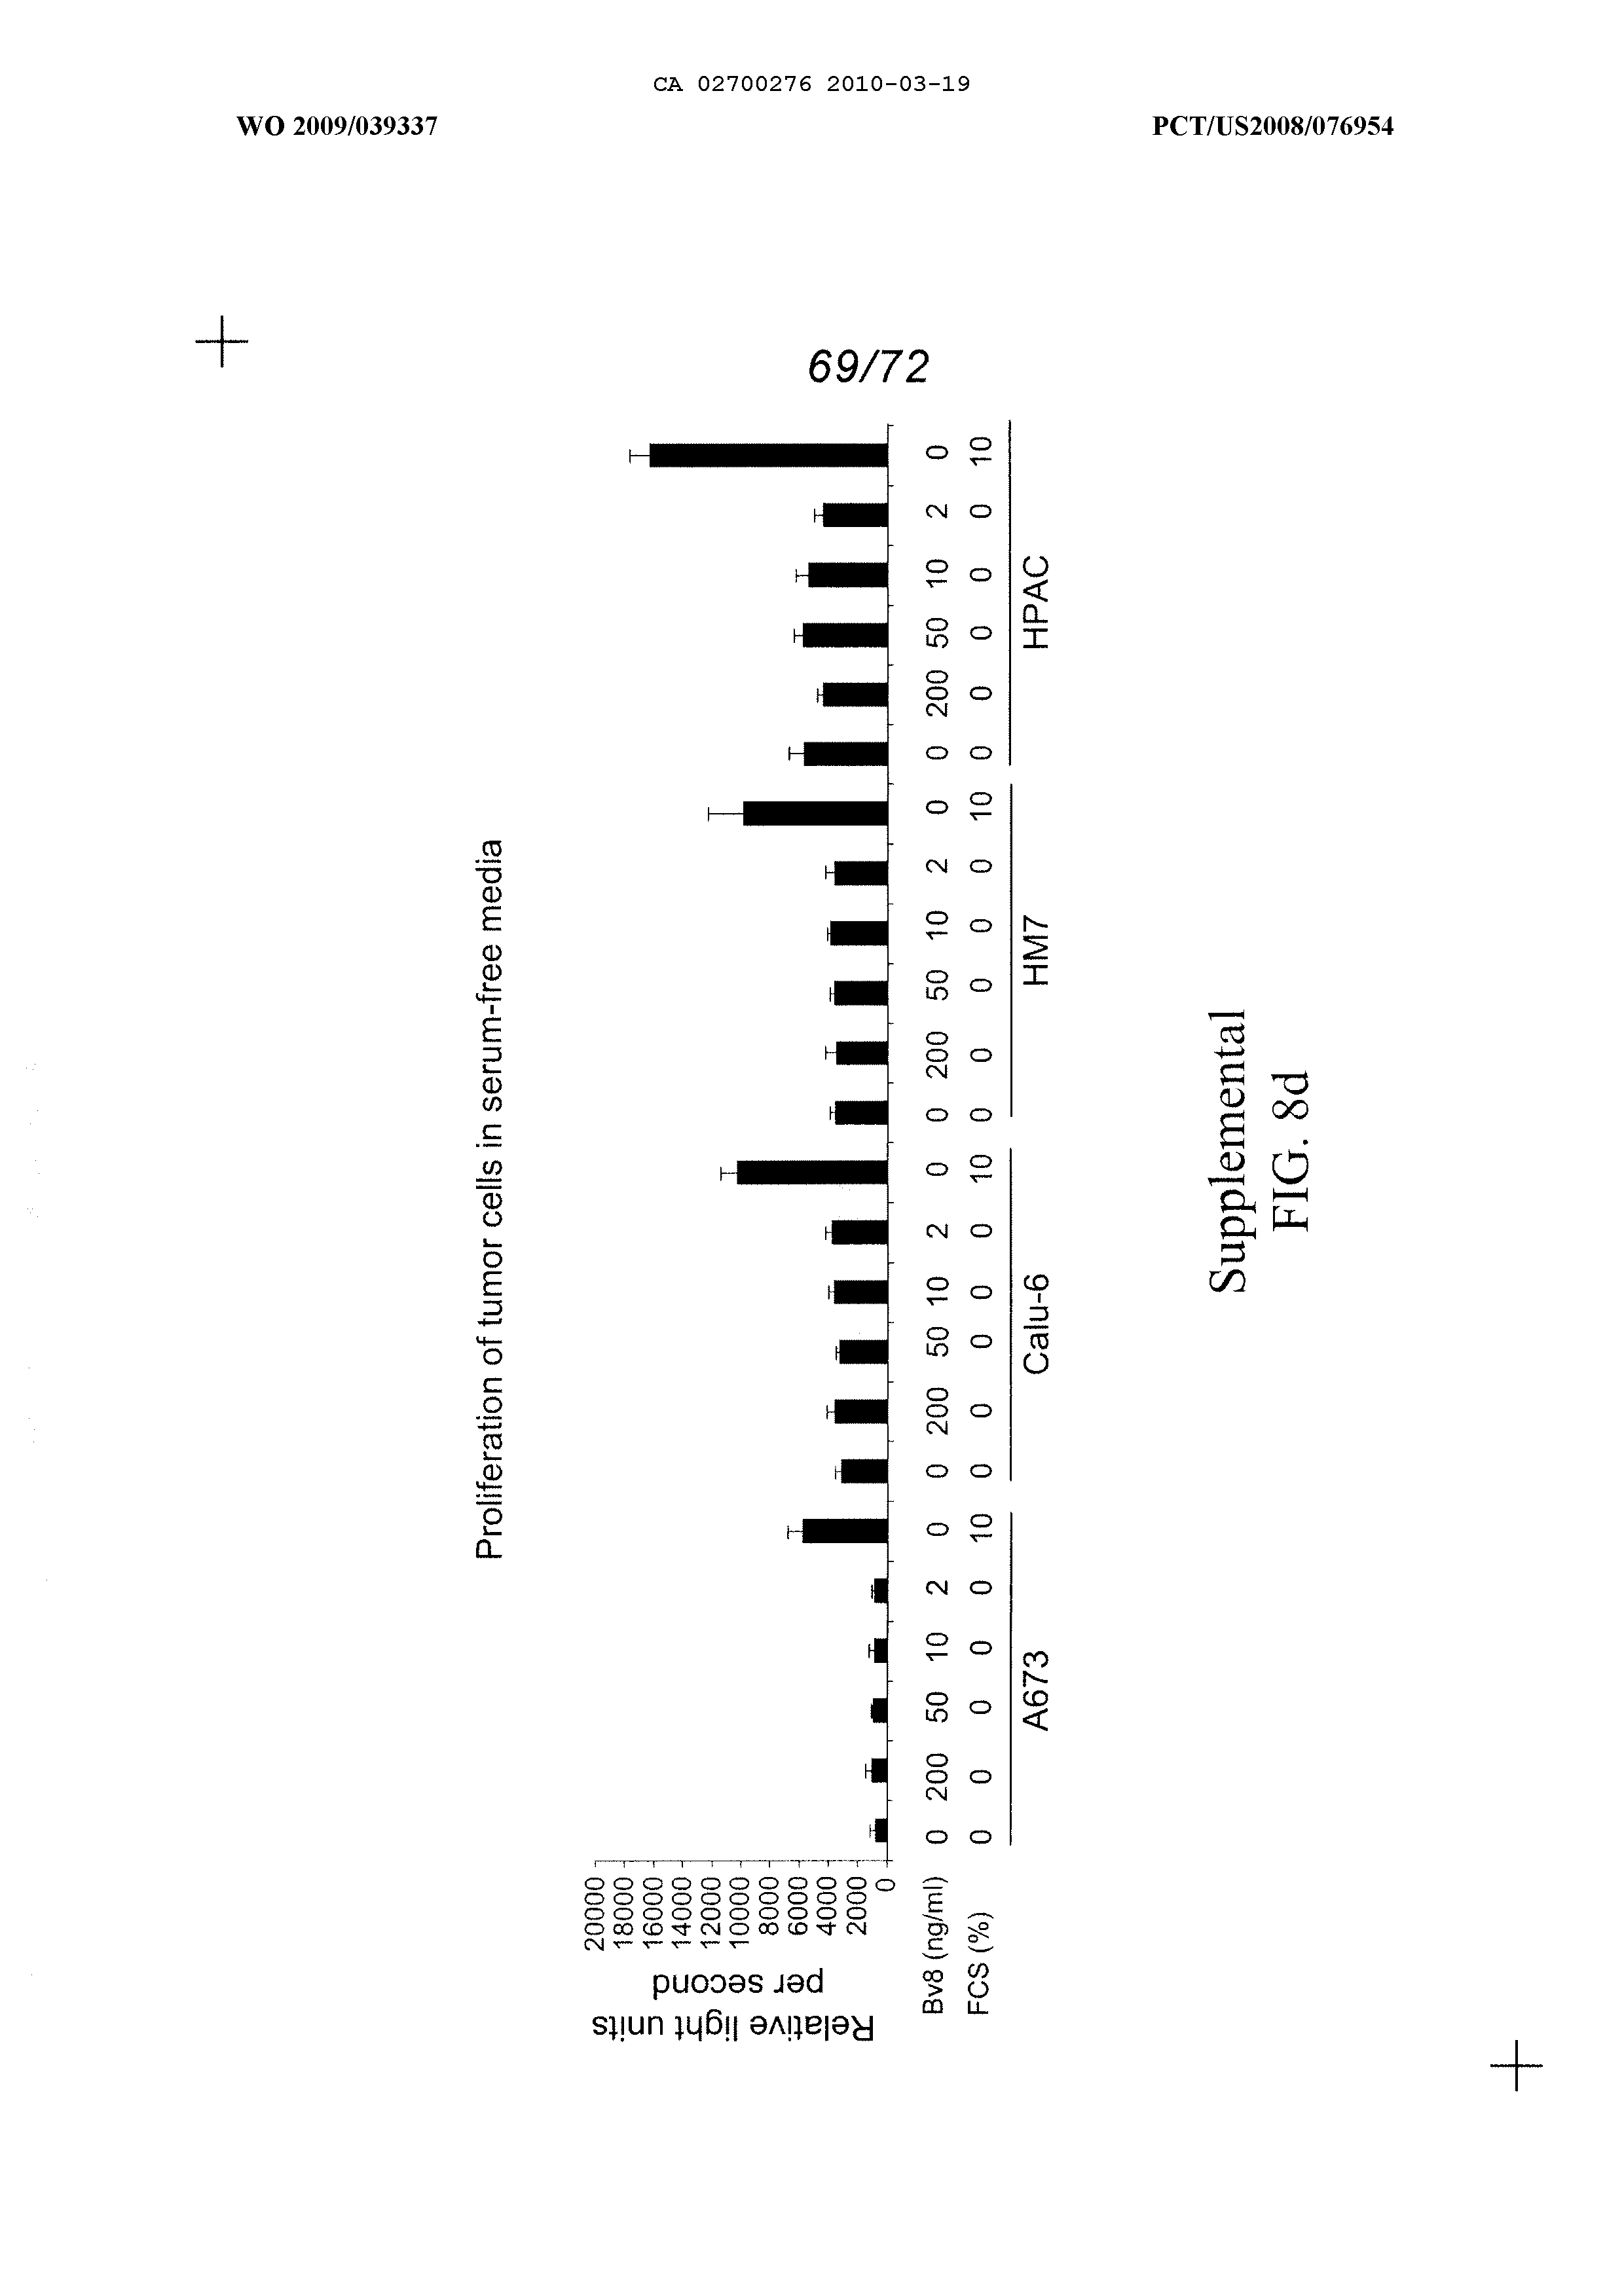 CA 02700276 2010-03-19
WO 2009/039337
PCT/US2008/076954
69/72
Proliferation of tumor cells in serum-free media
Relative light units
per second
20000
18000
16000
14000
12000
10000
8000
6000
4000
2000
0
Bv8 (ng/ml) 0 200 50 10 2 0 0 200 50 10 2 0 0 200 50 10 2 0 0 200 50 10 2 0
FCS (%) 0 0 0 0 0 10 0 0 0 0 0 10 0 0 0 0 0 10 0 0 0 0 0 10
A673 Calu-6 HM7 HPAC
Supplemental
FIG. 8d